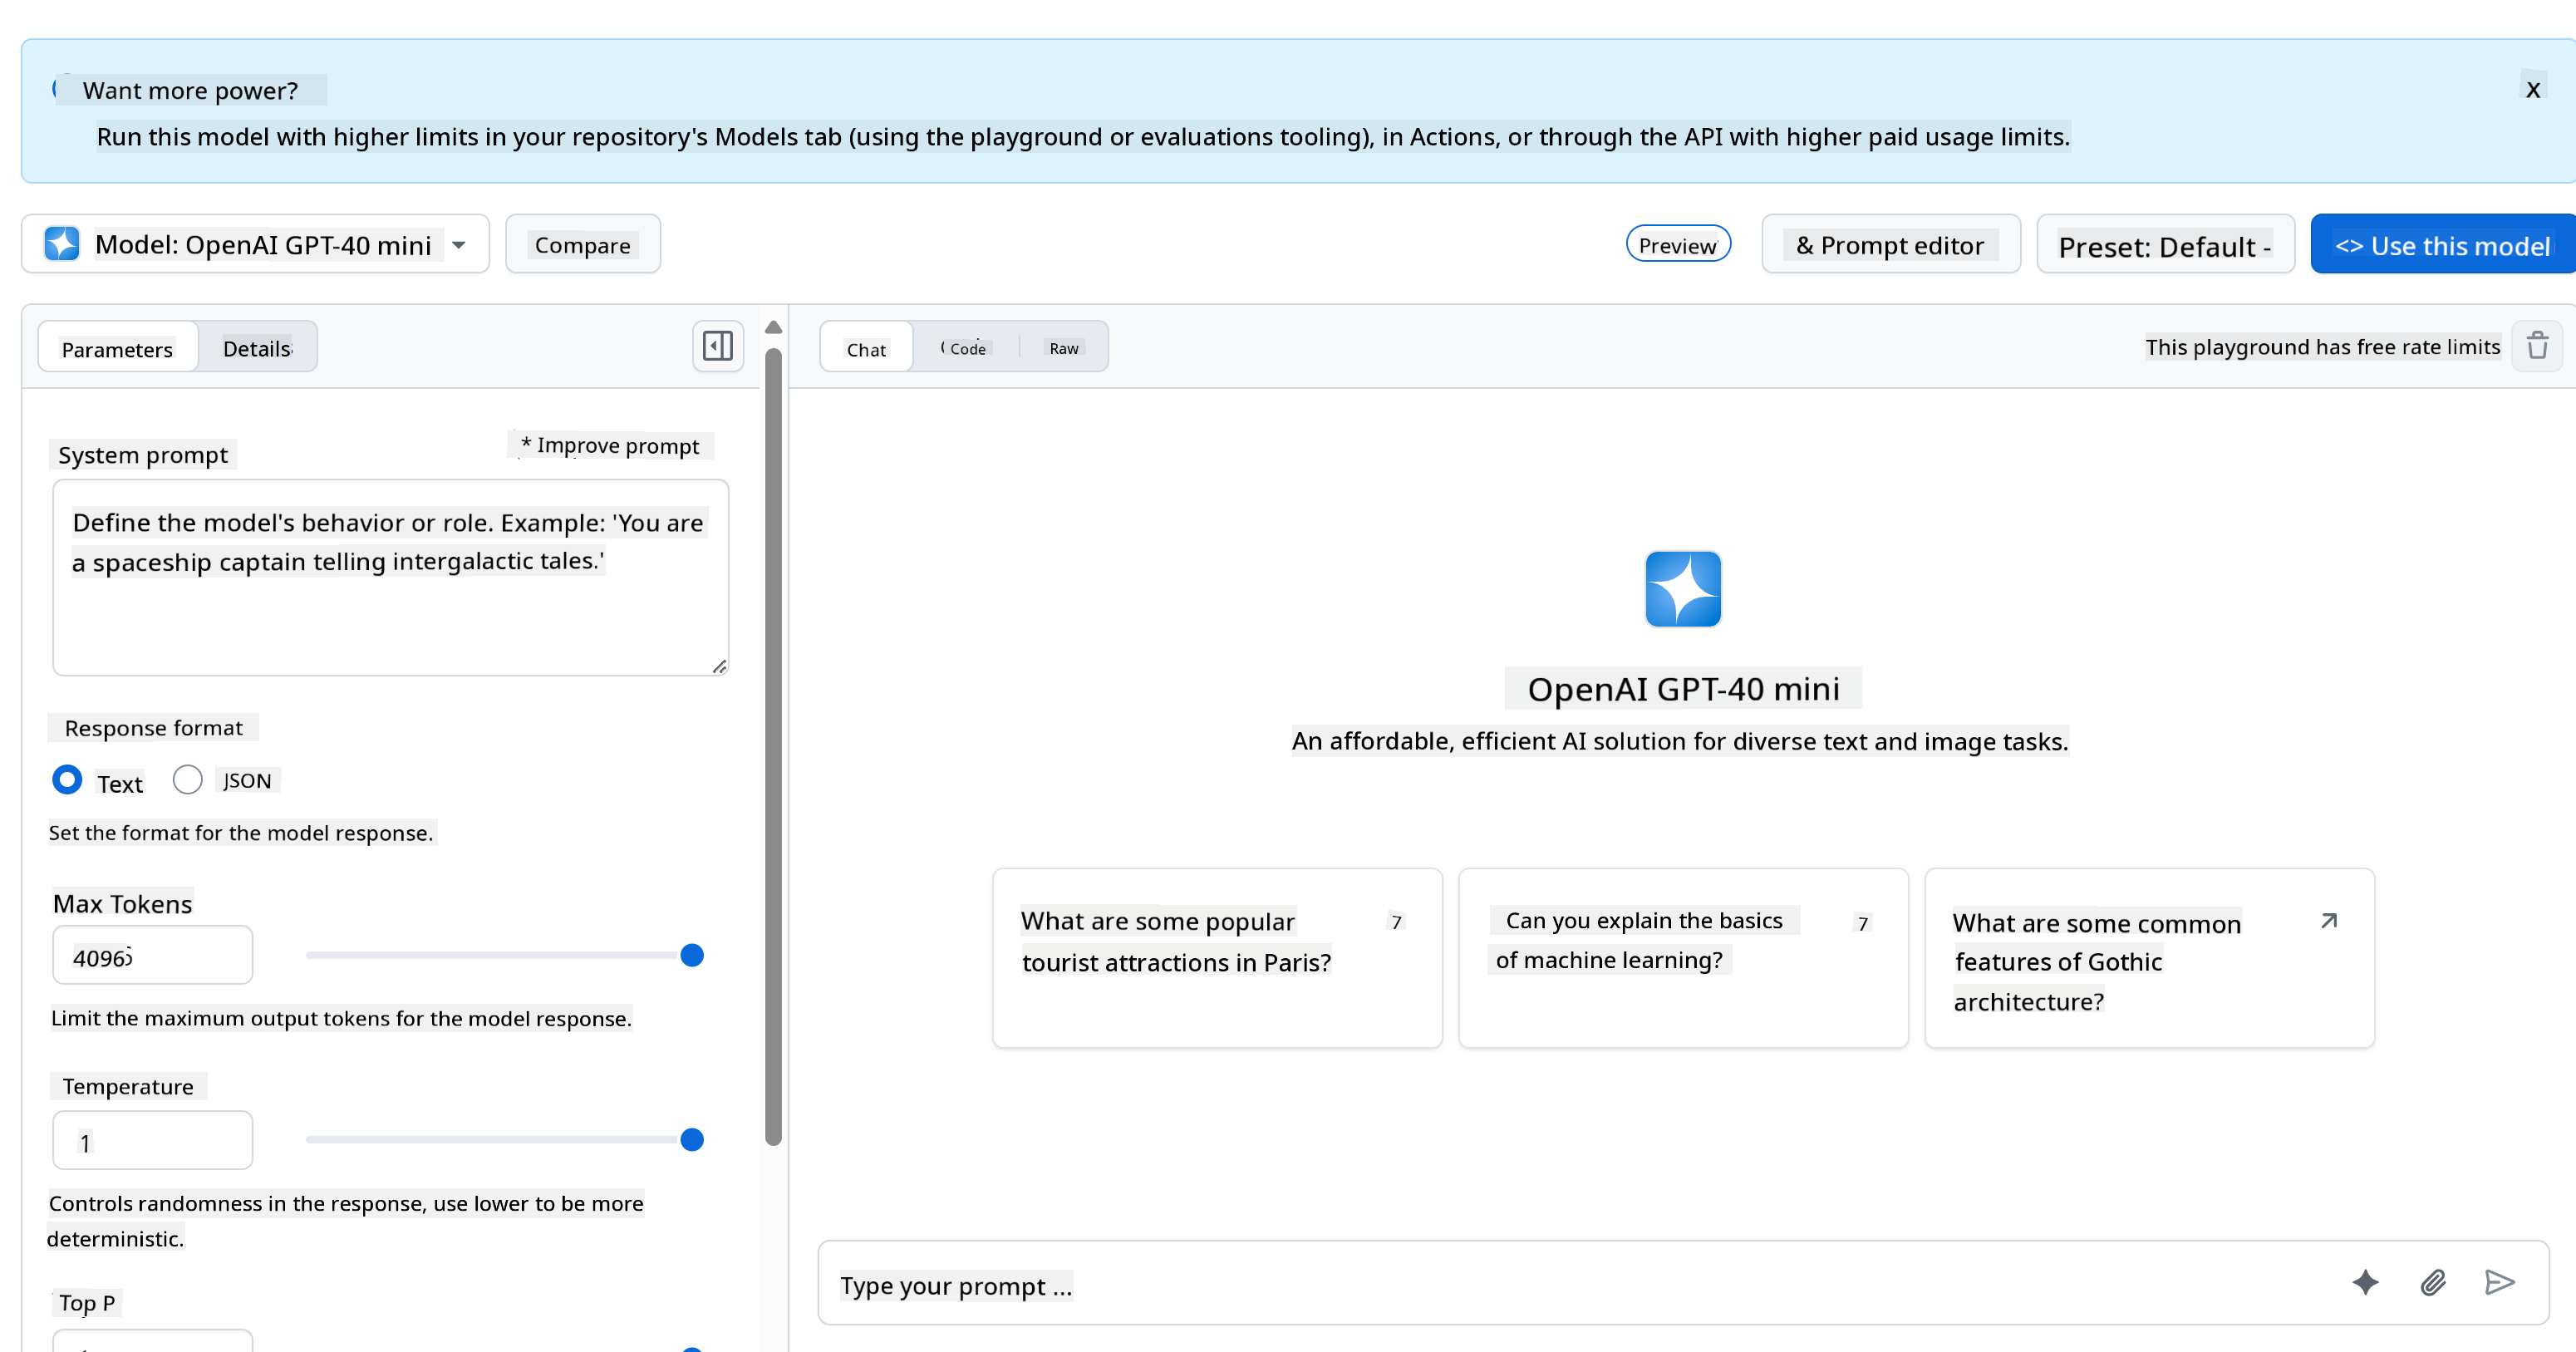 Want more power?
X
Run this model with higher limits in your repository's Models tab (using the playground or evaluations tooling), in Actions, or through the API with higher paid usage limits.
Model: OpenAI GPT-40 mini
Compare
Preview
& Prompt editor
Preset: Default -
<> Use this model
Parameters
Details
Chat
Code
Raw
This playground has free rate limits
System prompt
* Improve prompt
Define the model's behavior or role. Example: 'You are
a spaceship captain telling intergalactic tales.'
Response format
Text
JSON
Set the format for the model response.
Max Tokens
4096
Limit the maximum output tokens for the model response.
Temperature
1
Controls randomness in the response, use lower to be more
deterministic.
Top P
OpenAI GPT-40 mini
An affordable, efficient AI solution for diverse text and image tasks.
What are some popular
7
tourist attractions in Paris?
Can you explain the basics
7
of machine learning?
What are some common
features of Gothic
architecture?
Type your prompt ...